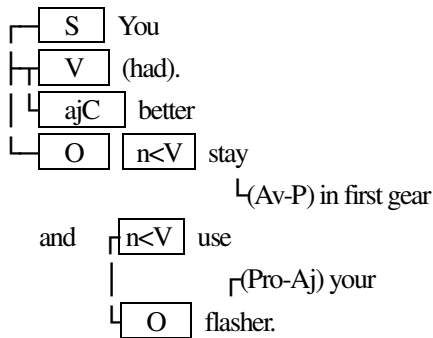 S You
V (had).
ajC better
O n<V stay
(Av-P) in first gear
and n<V use
(Pro-Aj) your
O flasher.